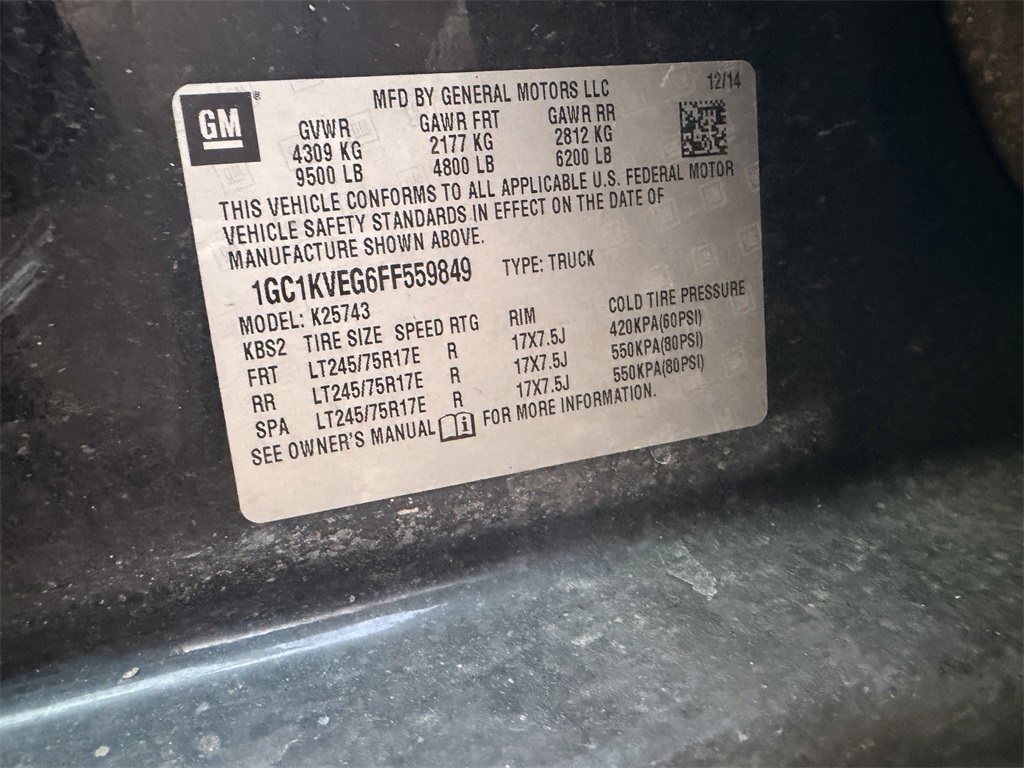 GM
MFD BY GENERAL MOTORS LLC 12/14
GVWR GAWR FRT GAWR RR
4309 KG 2177 KG 2812 KG
9500 LB 4800 LB 6200 LB
THIS VEHICLE CONFORMS TO ALL APPLICABLE U.S. FEDERAL MOTOR
VEHICLE SAFETY STANDARDS IN EFFECT ON THE DATE OF
MANUFACTURE SHOWN ABOVE.
1GC1KVEG6FF559849 TYPE: TRUCK
MODEL: K25743
KBS2 TIRE SIZE SPEED RTG RIM COLD TIRE PRESSURE
FRT LT245/75R17E R 17X7.5J 420KPA(60PSI)
RR LT245/75R17E R 17X7.5J 550KPA(80PSI)
SPA LT245/75R17E R 17X7.5J 550KPA(80PSI)
SEE OWNER'S MANUAL FOR MORE INFORMATION.